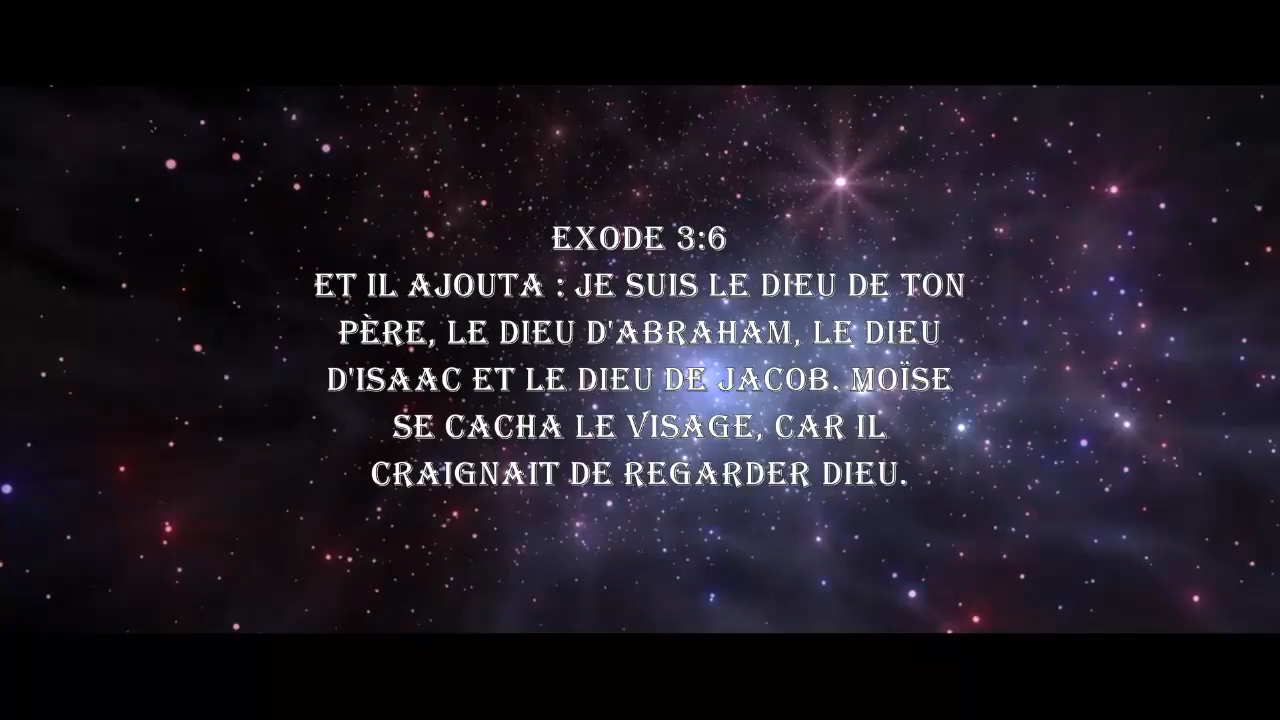 EXODE 3:6
ET IL AJOUTA : JE SUIS LE DIEU DE TON
PÈRE, LE DIEU D'ABRAHAM, LE DIEU
D'ISAAC ET LE DIEU DE JACOB. MOÏSE
SE CACHA LE VISAGE, CAR IL
CRAIGNAIT DE REGARDER DIEU.